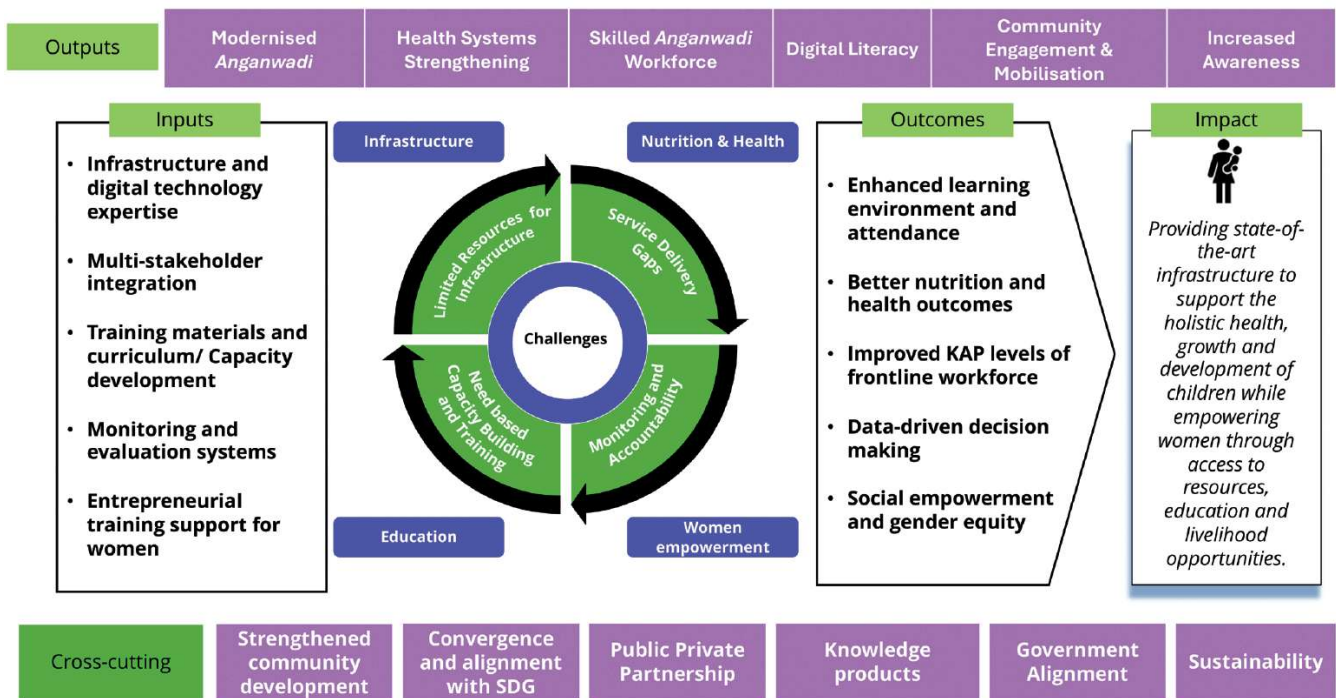 Outputs
Modernised
Anganwadi
Health Systems
Strengthening
Skilled Anganwadi
Workforce
Digital Literacy
Community
Engagement &
Mobilisation
Increased
Awareness
Inputs
• Infrastructure and
digital technology
expertise
• Multi-stakeholder
integration
• Training materials and
curriculum/ Capacity
development
• Monitoring and
evaluation systems
• Entrepreneurial
training support for
women
Infrastructure
Nutrition & Health
Limited Resources for
Infrastructure
Service Delivery
Gaps
Challenges
Need based
Capacity Building
and Training
Monitoring and
Accountability
Education
Women
empowerment
Outcomes
• Enhanced learning
environment and
attendance
• Better nutrition and
health outcomes
• Improved KAP levels of
frontline workforce
• Data-driven decision
making
• Social empowerment
and gender equity
Impact
Providing state-of-
the-art
infrastructure to
support the
holistic health,
growth and
development of
children while
empowering
women through
access to
resources,
education and
livelihood
opportunities.
Cross-cutting
Strengthened
community
development
Convergence
and alignment
with SDG
Public Private
Partnership
Knowledge
products
Government
Alignment
Sustainability